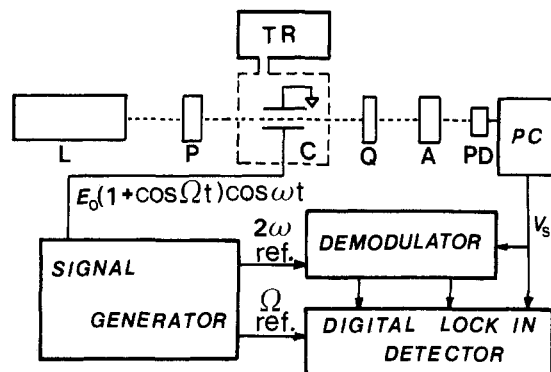 TR
L
P
C
Q
A
PD
PC
E₀(1+cosΩt)cosωt
2ω
ref.
DEMODULATOR
Vs
SIGNAL
GENERATOR
Ω
ref.
DIGITAL LOCK IN
DETECTOR